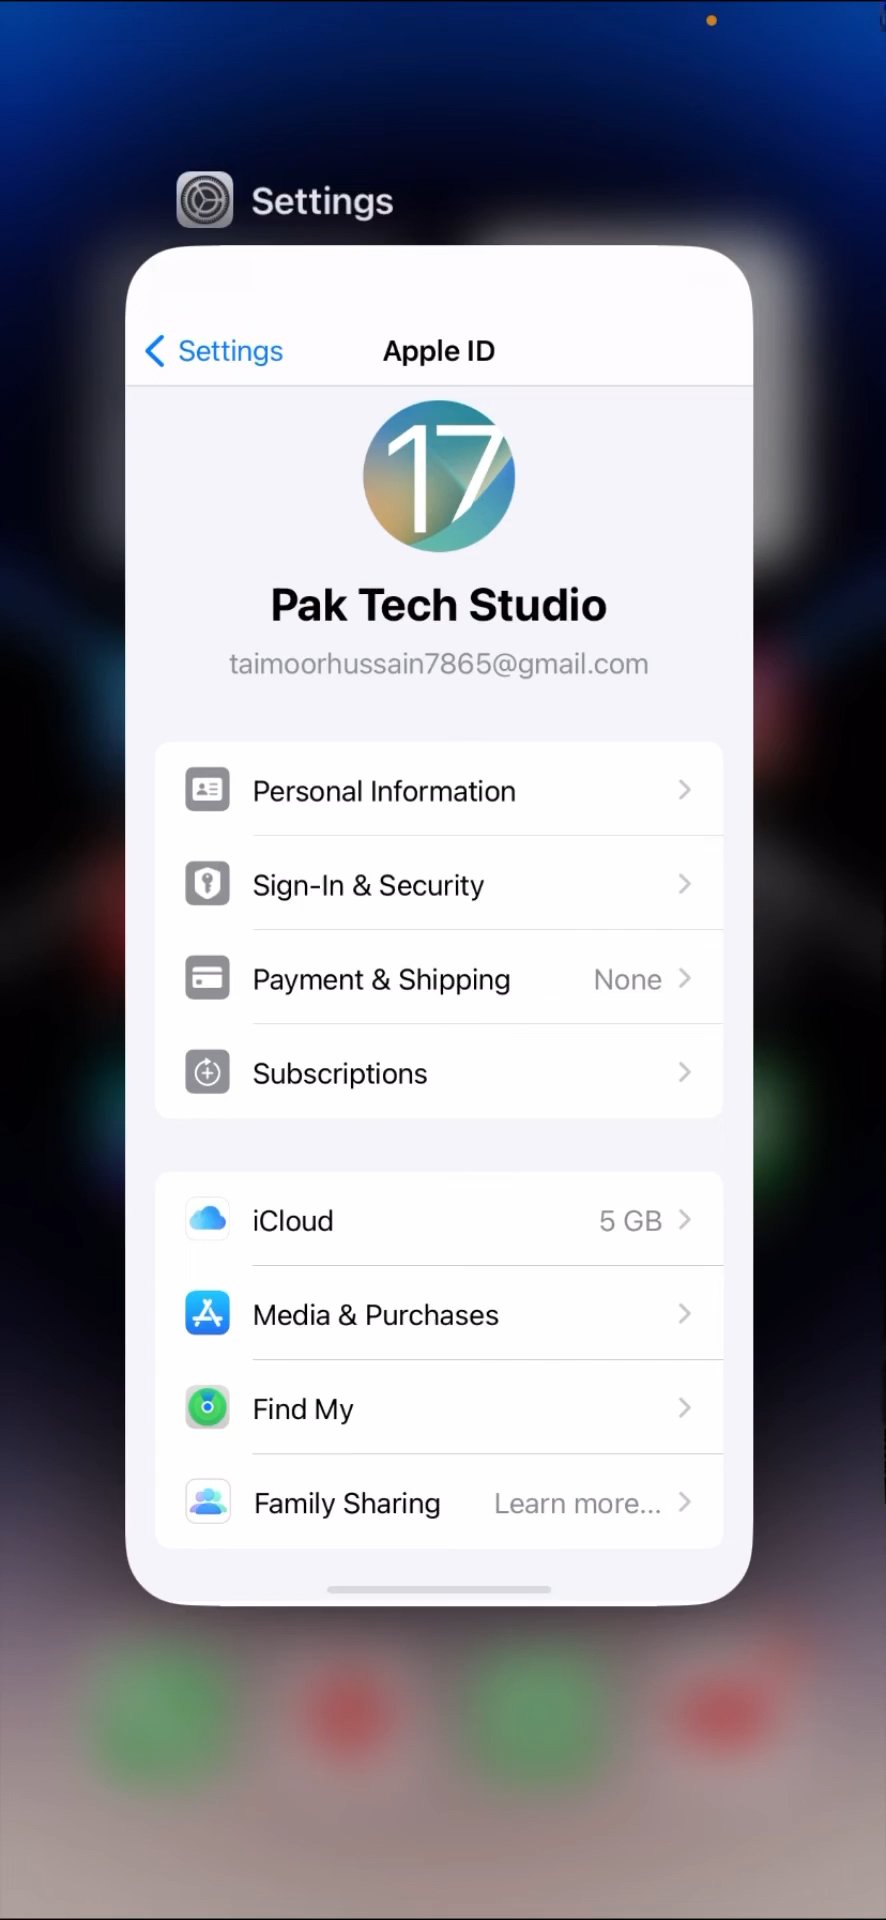 Settings
Settings
Apple ID
17
Pak Tech Studio
taimoorhussain7865@gmail.com
Personal Information
Sign-In & Security
Payment & Shipping None
Subscriptions
iCloud 5 GB
Media & Purchases
Find My
Family Sharing Learn more...